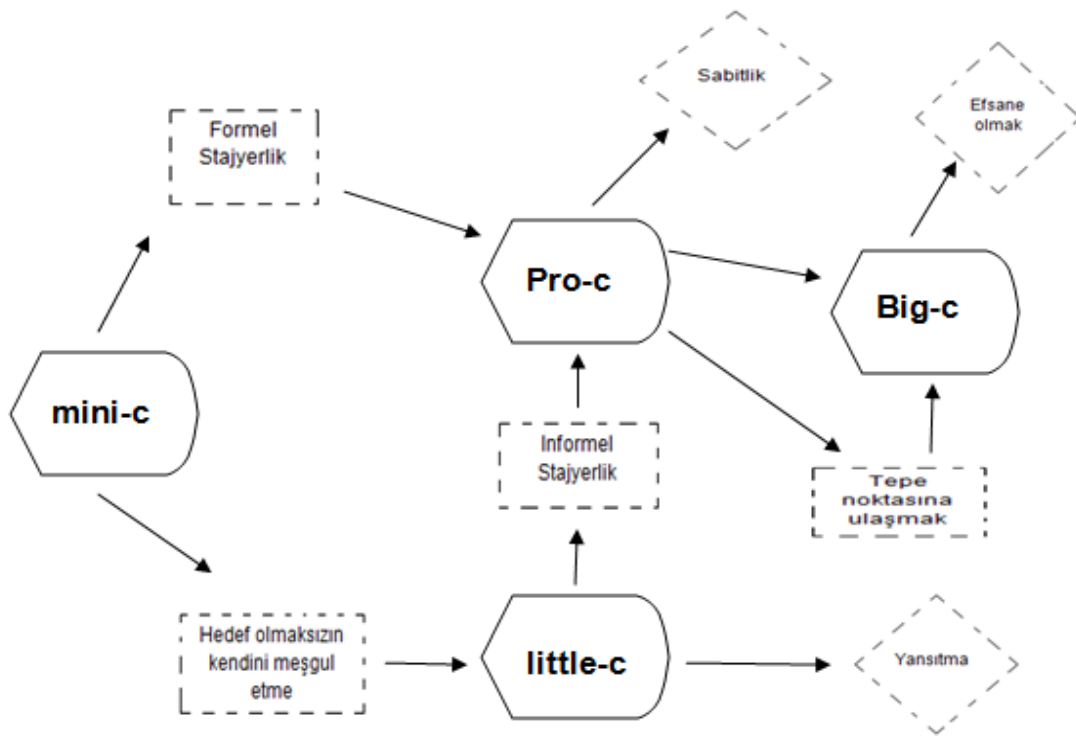 Sabitlik
Efsane
olmak
Formel
Stajyerlik
Pro-c
Big-c
mini-c
Informel
Stajyerlik
Tepe
noktasına
ulaşmak
Hedef olmaksızın
kendini meşgul
etme
little-c
Yansıtma